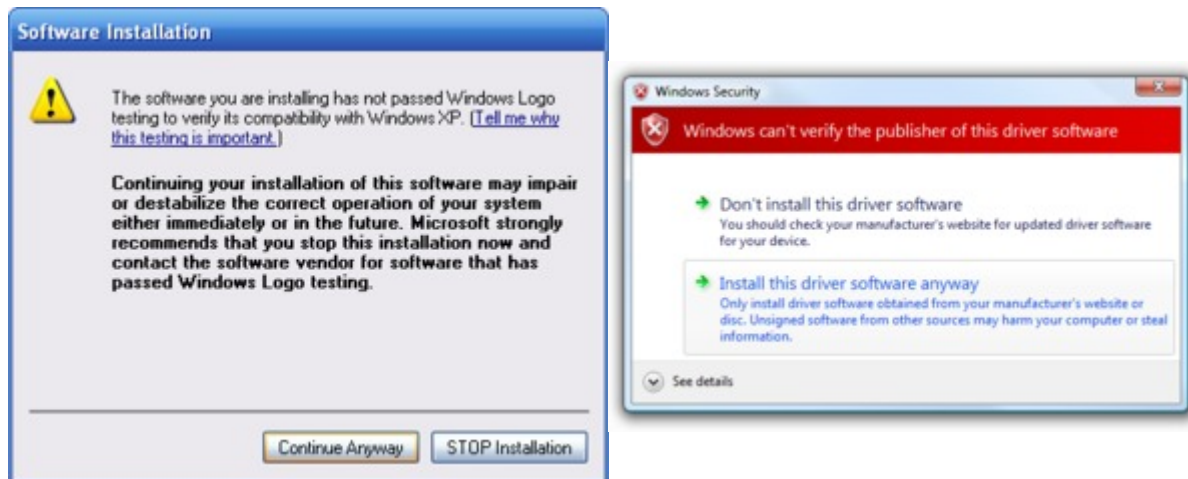 Software Installation
The software you are installing has not passed Windows Logo
testing to verify its compatibility with Windows XP. (Tell me why
this testing is important.)
Continuing your installation of this software may impair
or destabilize the correct operation of your system
either immediately or in the future. Microsoft strongly
recommends that you stop this installation now and
contact the software vendor for software that has
passed Windows Logo testing.
Continue Anyway
STOP Installation
Windows Security
Windows can't verify the publisher of this driver software
Don't install this driver software
You should check your manufacturer's website for updated driver software
for your device.
Install this driver software anyway
Only install driver software obtained from your manufacturer's website or
disc. Unsigned software from other sources may harm your computer or steal
information.
See details